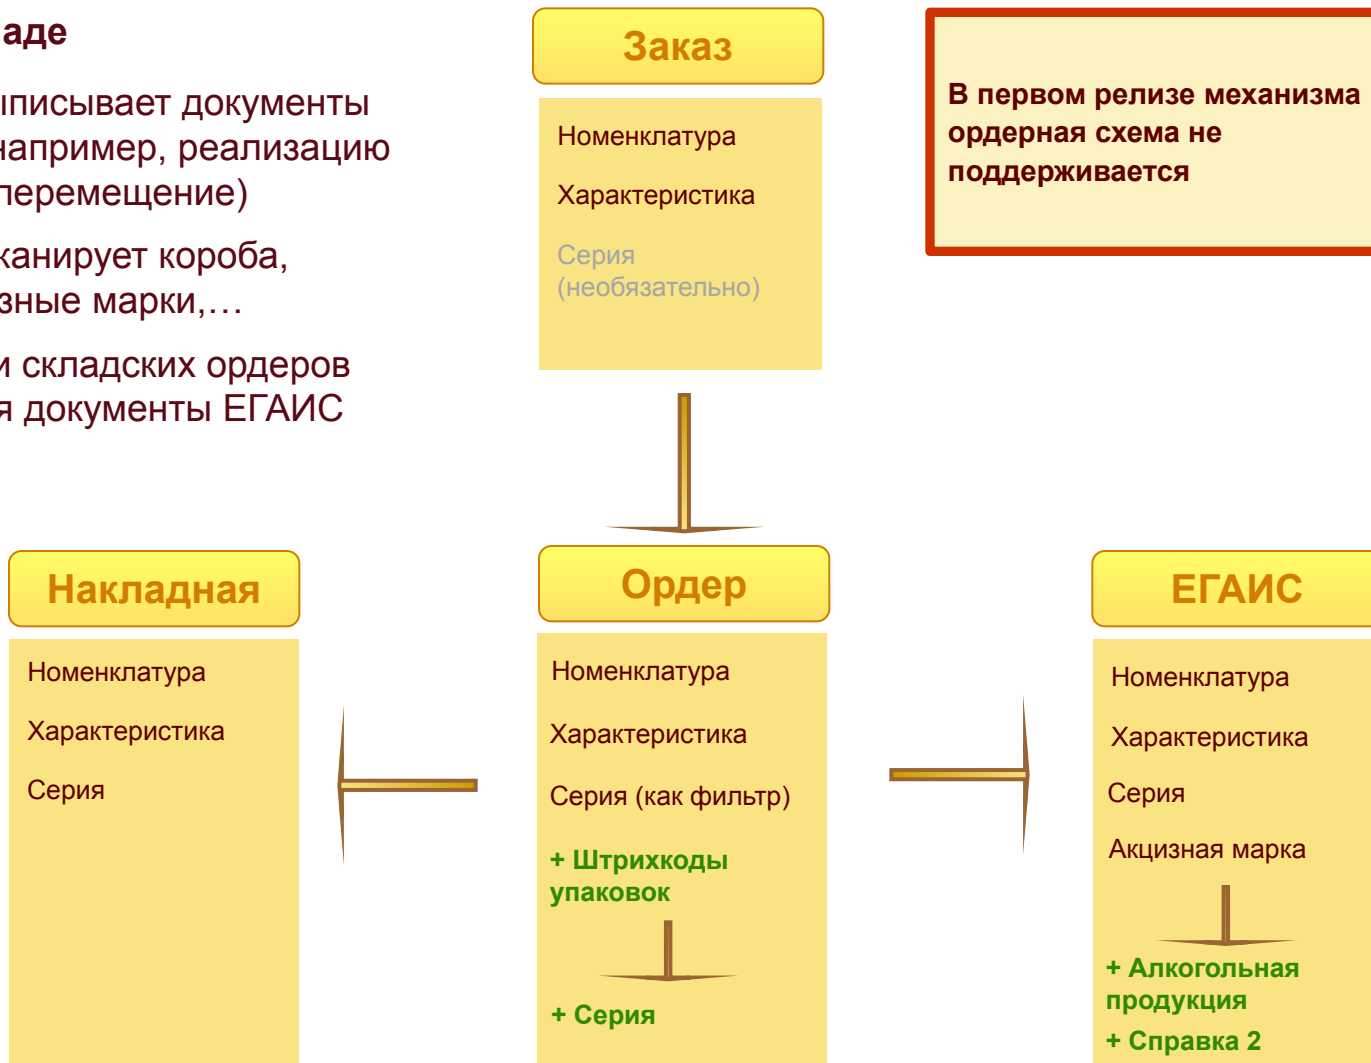 аде
писывает документы
например, реализацию
перемещение)
канирует короба,
зные марки,…
и складских ордеров
я документы ЕГАИС
Заказ
Номенклатура
Характеристика
Серия
(необязательно)
В первом релизе механизма
ордерная схема не
поддерживается
Накладная
Номенклатура
Характеристика
Серия
Ордер
Номенклатура
Характеристика
Серия (как фильтр)
+ Штрихкоды
упаковок
+ Серия
ЕГАИС
Номенклатура
Характеристика
Серия
Акцизная марка
+ Алкогольная
продукция
+ Справка 2